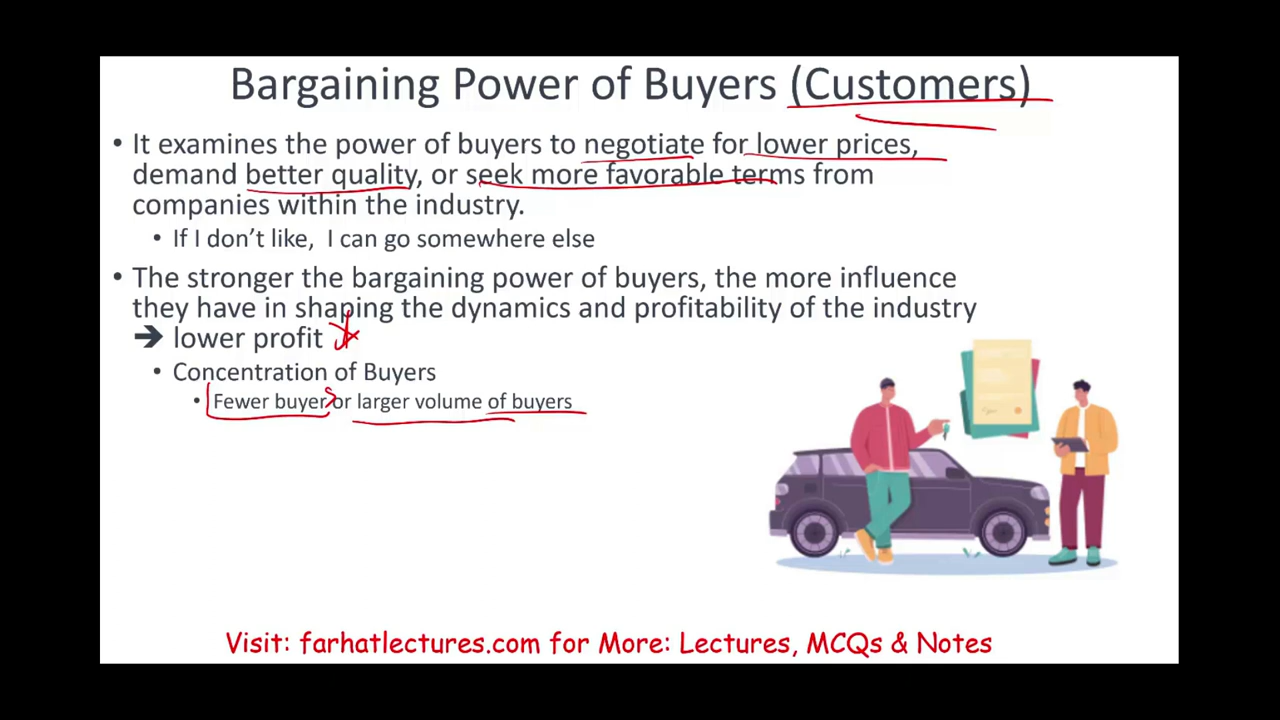 Bargaining Power of Buyers (Customers)
• It examines the power of buyers to negotiate for lower prices,
demand better quality, or seek more favorable terms from
companies within the industry.
• If I don't like, I can go somewhere else
• The stronger the bargaining power of buyers, the more influence
they have in shaping the dynamics and profitability of the industry
➔ lower profit
• Concentration of Buyers
• Fewer buyers or larger volume of buyers
Visit: farhatlectures.com for More: Lectures, MCQs & Notes